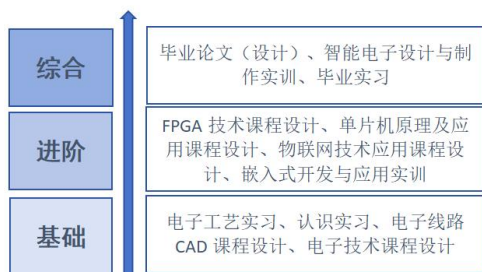 综合
毕业论文（设计）、智能电子设计与制
作实训、毕业实习
进阶
FPGA 技术课程设计、单片机原理及应
用课程设计、物联网技术应用课程设
计、嵌入式开发与应用实训
基础
电子工艺实习、认识实习、电子线路
CAD 课程设计、电子技术课程设计